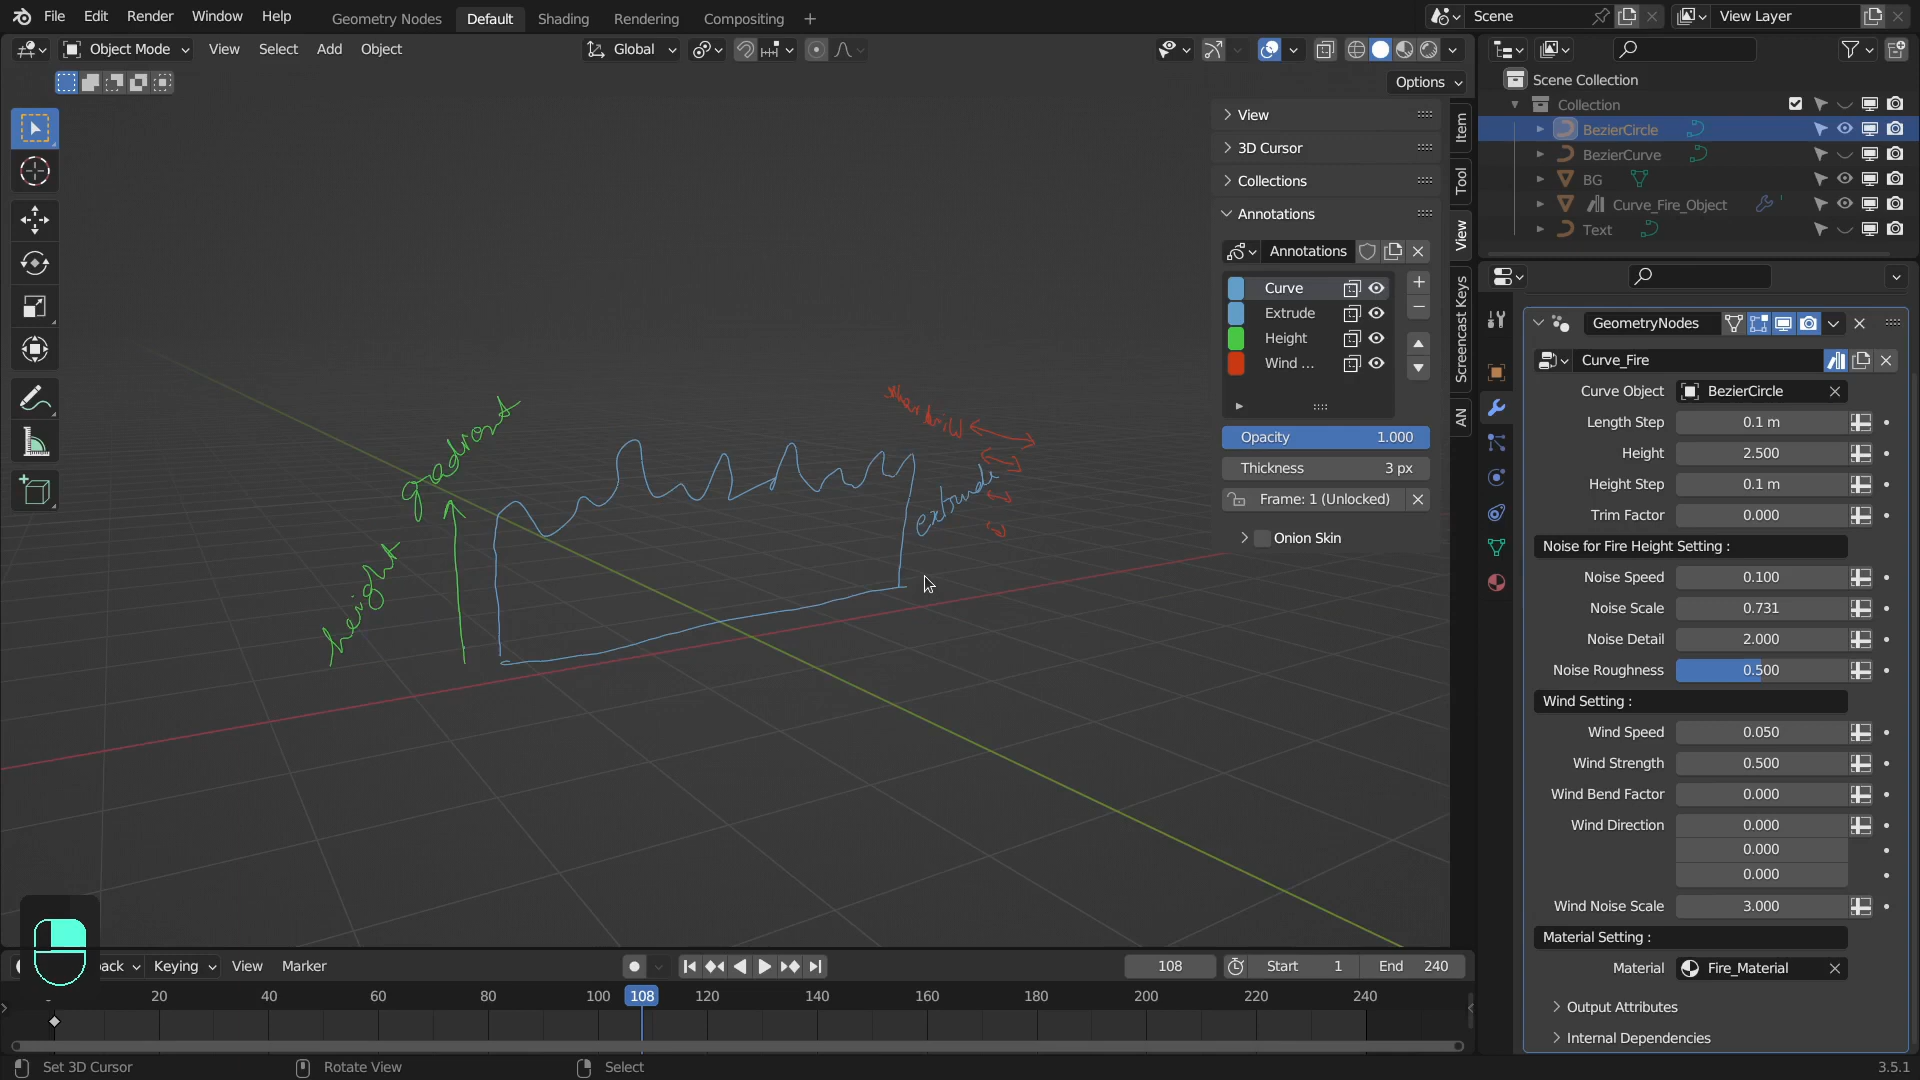 File Edit Render Window Help Geometry Nodes Default Shading Rendering Compositing Scene View Layer
Object Mode View Select Add Object Global
Options
View
3D Cursor
Collections
Annotations
Annotations
Curve
Extrude
Height
Wind ...
Opacity 1.000
Thickness 3 px
Frame: 1 (Unlocked)
Onion Skin
Item
Tool
View
Screencast Keys
AN
height gradient
extrude
Scene Collection
Collection
BezierCircle
BezierCurve
BG
Curve_Fire_Object
Text
GeometryNodes
Curve_Fire
Curve Object BezierCircle
Length Step 0.1 m
Height 2.500
Height Step 0.1 m
Trim Factor 0.000
Noise for Fire Height Setting :
Noise Speed 0.100
Noise Scale 0.731
Noise Detail 2.000
Noise Roughness 0.500
Wind Setting :
Wind Speed 0.050
Wind Strength 0.500
Wind Bend Factor 0.000
Wind Direction 0.000
0.000
0.000
Wind Noise Scale 3.000
Material Setting :
Material Fire_Material
Output Attributes
Internal Dependencies
back Keying View Marker 108 Start 1 End 240
20 40 60 80 100 108 120 140 160 180 200 220 240
Set 3D Cursor Rotate View Select 3.5.1